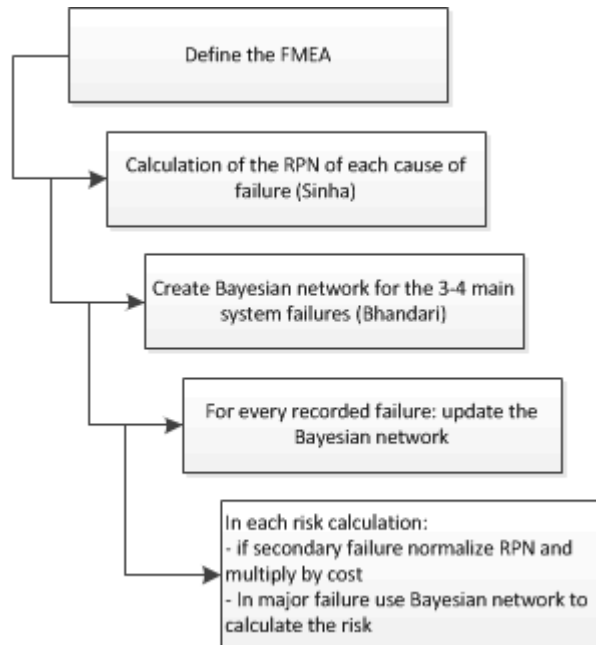 Define the FMEA
Calculation of the RPN of each cause of
failure (Sinha)
Create Bayesian network for the 3-4 main
system failures (Bhandari)
For every recorded failure: update the
Bayesian network
In each risk calculation:
- if secondary failure normalize RPN and
multiply by cost
- In major failure use Bayesian network to
calculate the risk